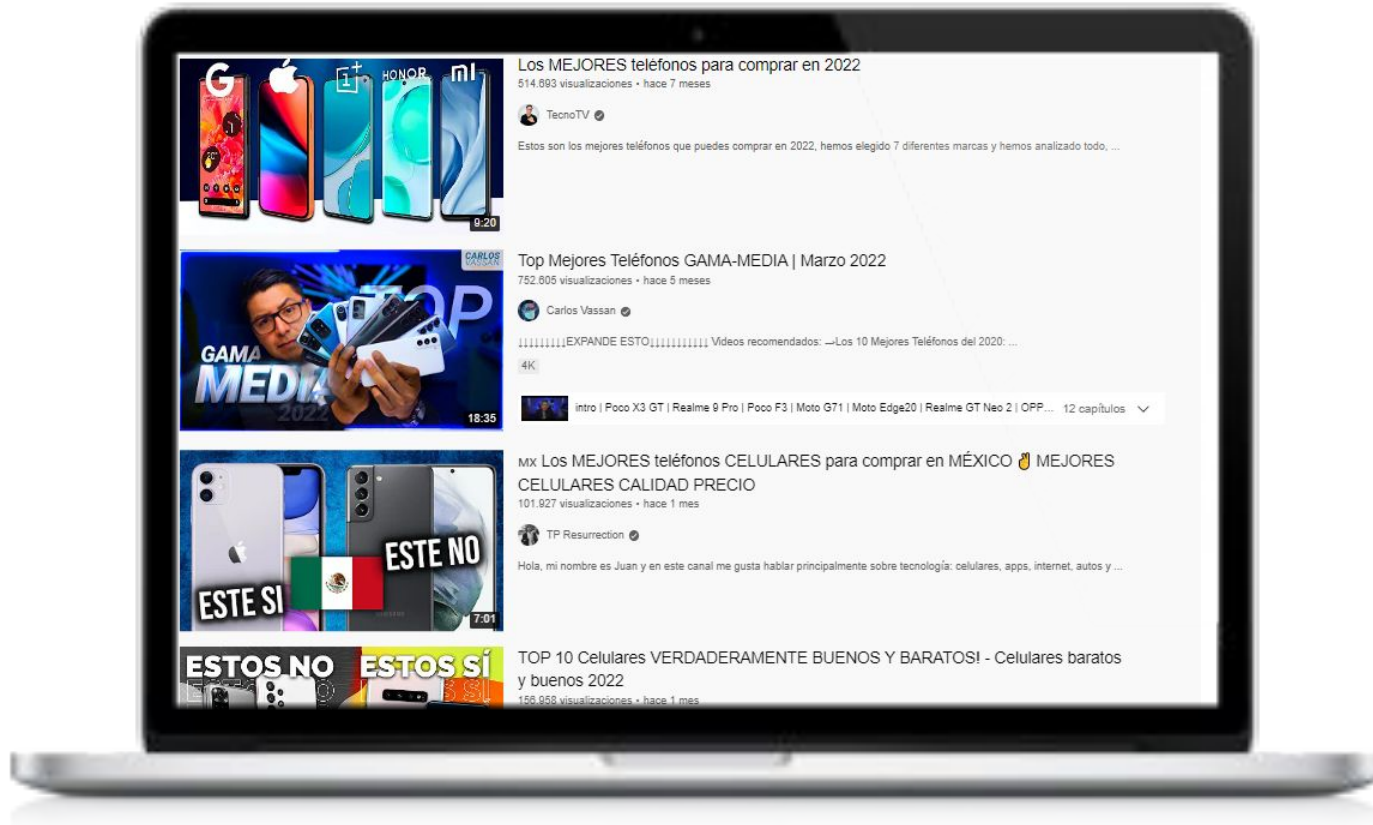 G
1+
HONOR
mi
9:20
Los MEJORES teléfonos para comprar en 2022
514.693 visualizaciones • hace 7 meses
TecnoTV
Estos son los mejores teléfonos que puedes comprar en 2022, hemos elegido 7 diferentes marcas y hemos analizado todo, ...
CARLOS
VASSAN
TOP
GAMA
MEDIA
2022
18:35
Top Mejores Teléfonos GAMA-MEDIA | Marzo 2022
752.605 visualizaciones • hace 5 meses
Carlos Vassan
↓↓↓↓↓↓↓↓↓EXPANDE ESTO↓↓↓↓↓↓↓↓↓↓↓ Videos recomendados: —Los 10 Mejores Teléfonos del 2020: ...
4K
intro | Poco X3 GT | Realme 9 Pro | Poco F3 | Moto G71 | Moto Edge20 | Realme GT Neo 2 | OPP... 12 capítulos
ESTE SI
ESTE NO
SAMSUNG
7:01
MX Los MEJORES teléfonos CELULARES para comprar en MÉXICO ✌ MEJORES
CELULARES CALIDAD PRECIO
101.927 visualizaciones • hace 1 mes
TP Resurrection
Hola, mi nombre es Juan y en este canal me gusta hablar principalmente sobre tecnología: celulares, apps, internet, autos y ...
ESTOS NO
ESTOS SÍ
TOP 10 Celulares VERDADERAMENTE BUENOS Y BARATOS! - Celulares baratos
y buenos 2022
156.958 visualizaciones • hace 1 mes